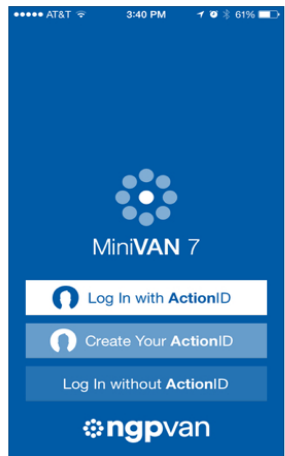 AT&T 3:40 PM 61%
MiniVAN 7
Log In with ActionID
Create Your ActionID
Log In without ActionID
ngpvan